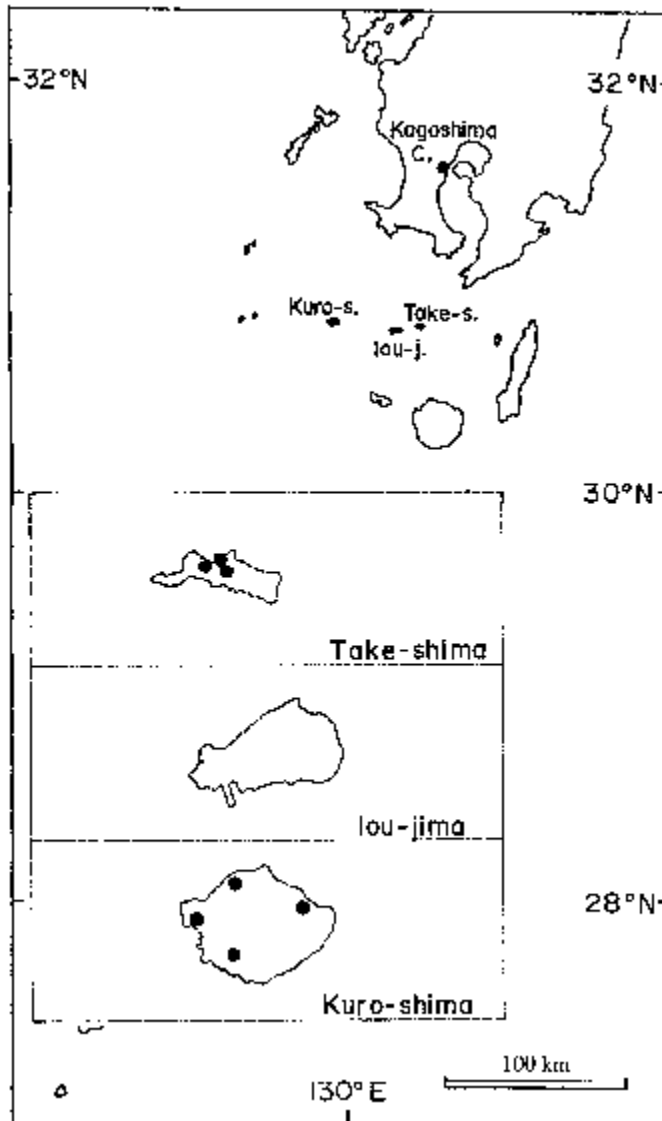 32°N
32°N
Kagoshima
C.
Kuro-s.
Take-s.
Iou-j.
30°N
Take-shima
Iou-jima
28°N
Kuro-shima
100 km
130°E